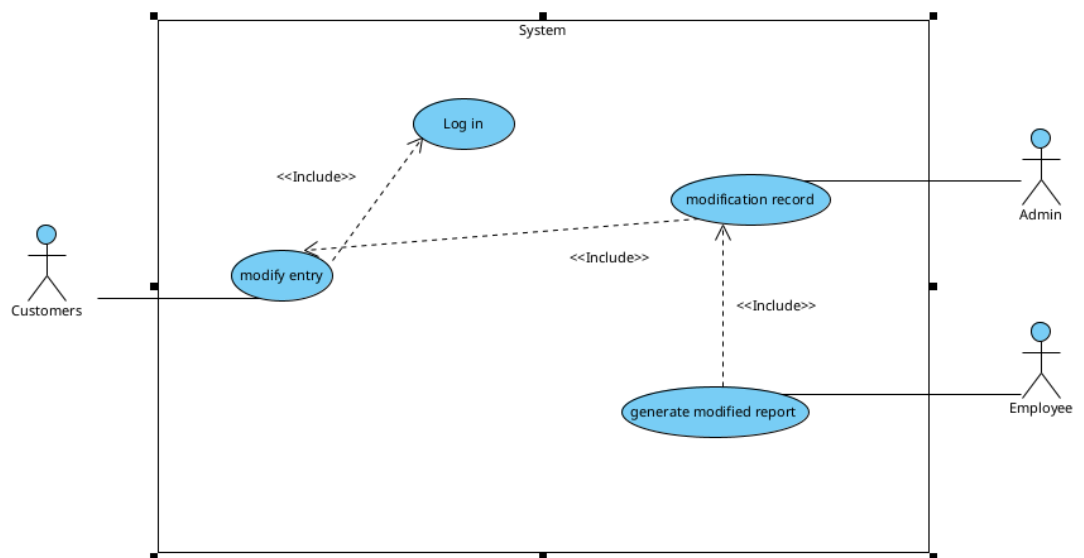 System
Log in
<<Include>>
modification record
Admin
<<Include>>
modify entry
Customers
<<Include>>
generate modified report
Employee